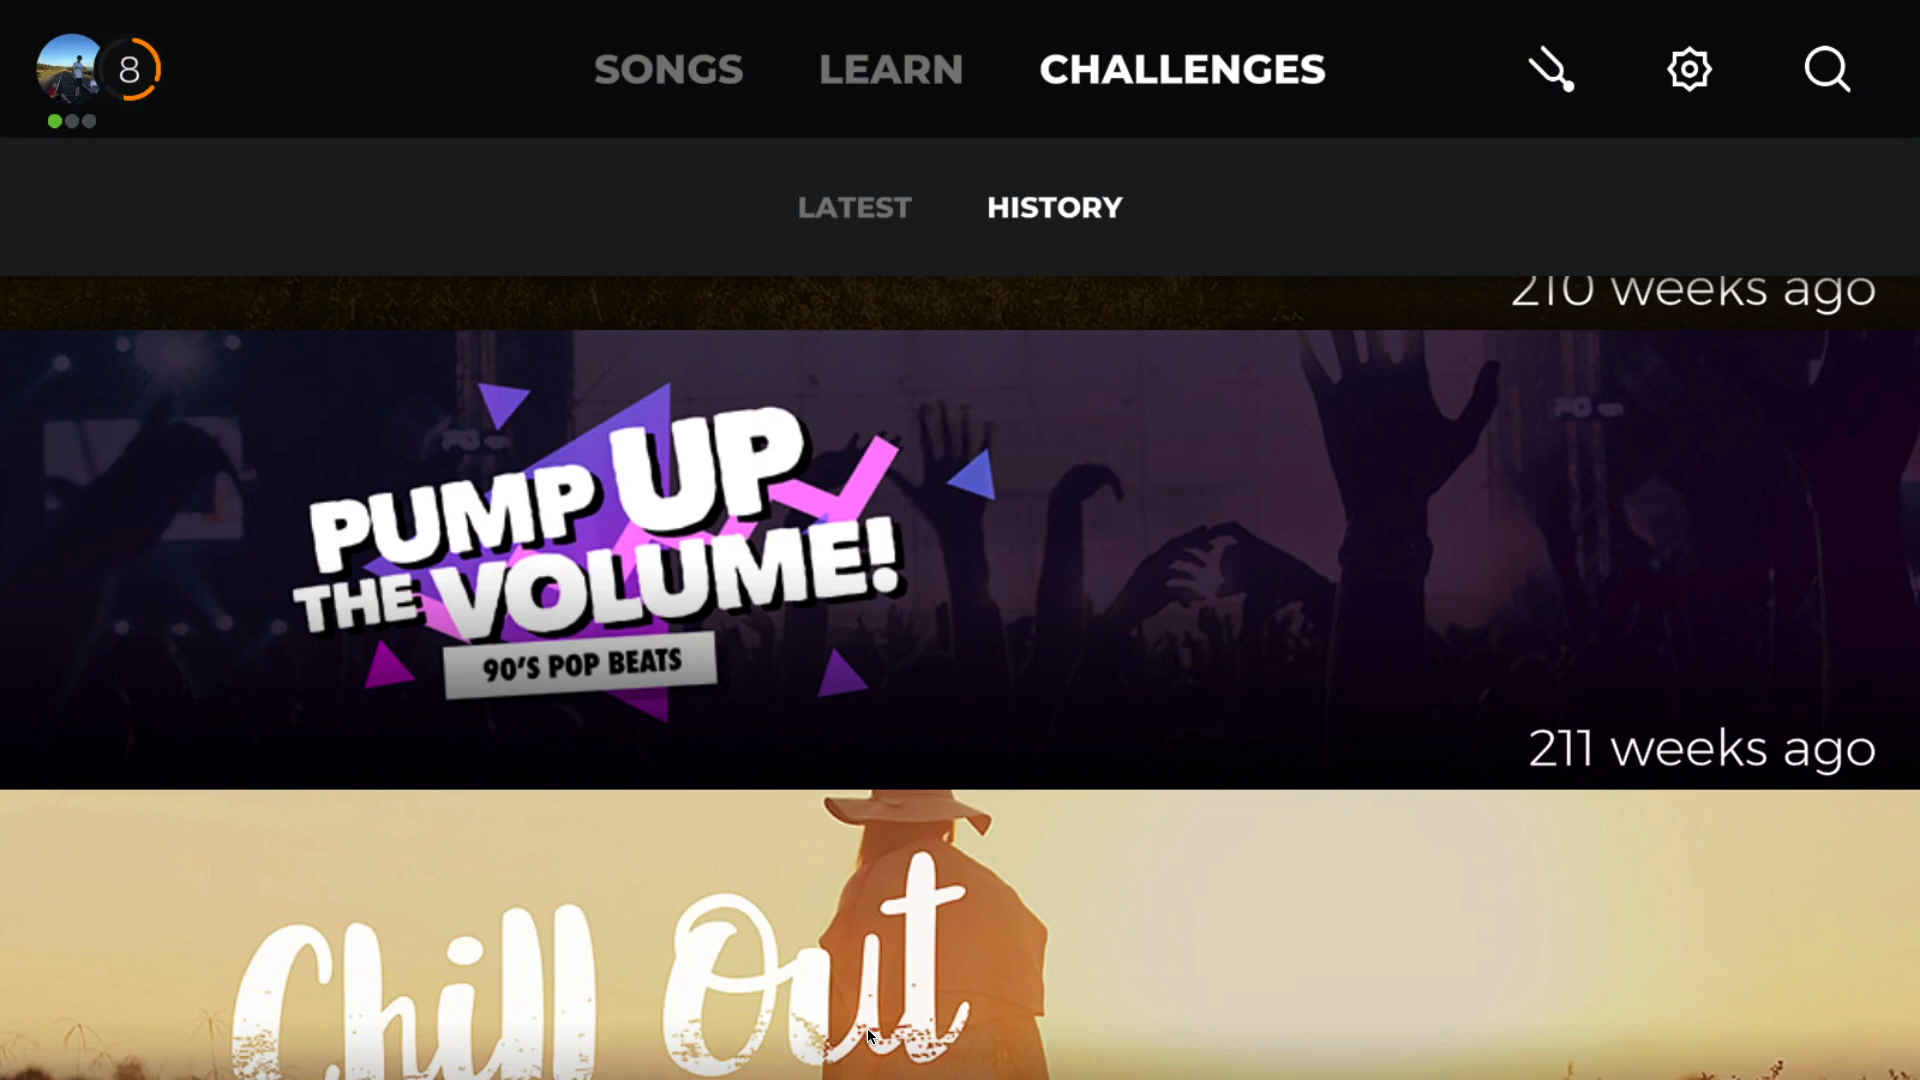 8
SONGS
LEARN
CHALLENGES
LATEST
HISTORY
210 weeks ago
PUMP UP
THE VOLUME!
90'S POP BEATS
211 weeks ago
Chill Out